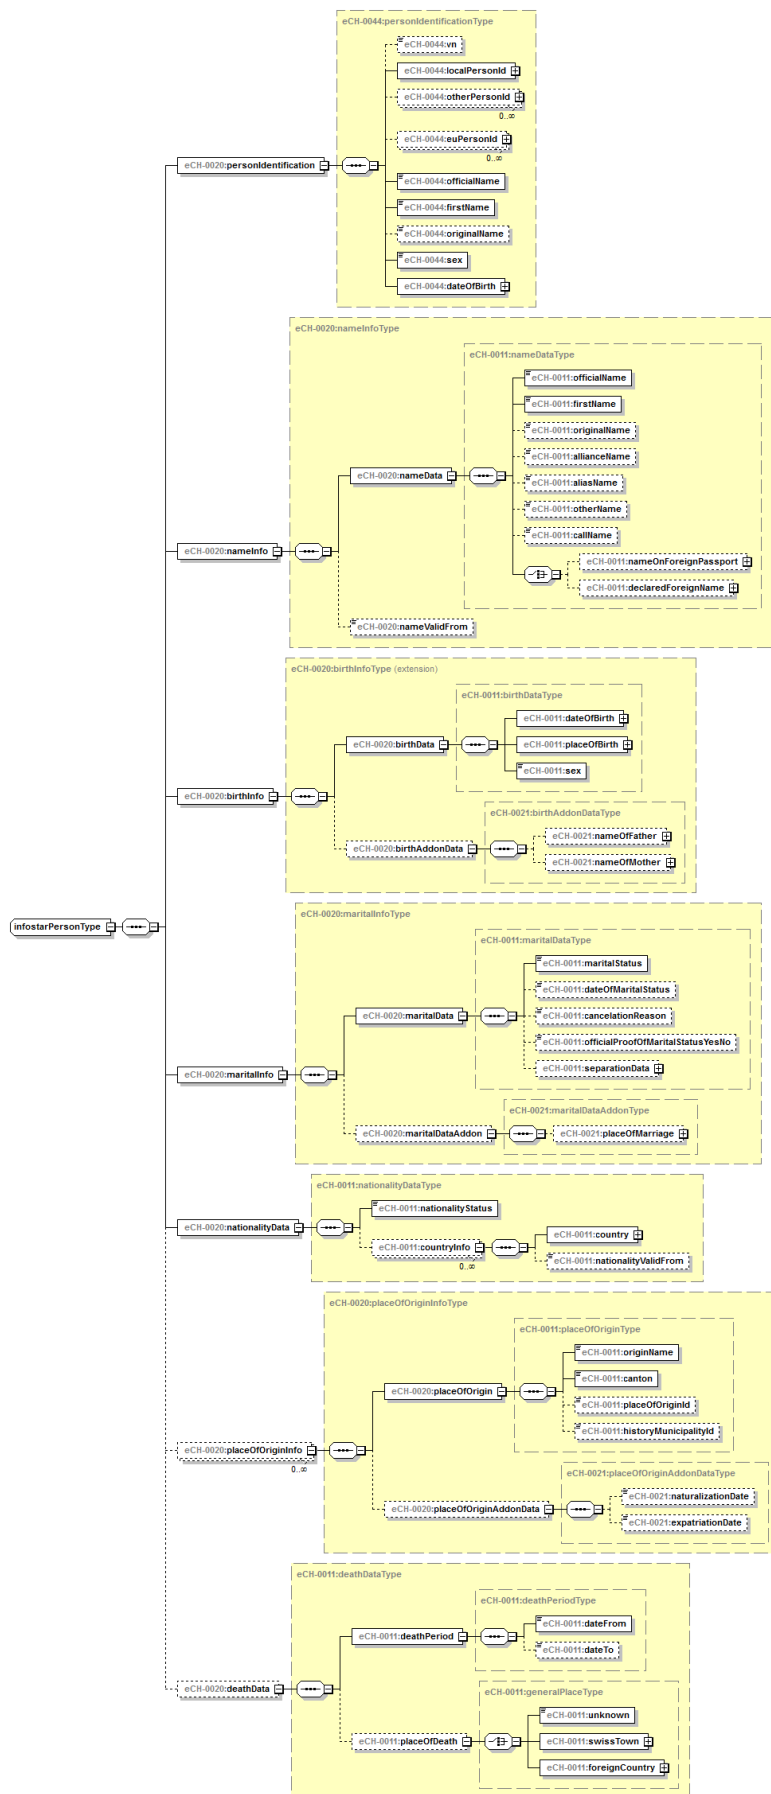 eCH-0044:personIdentificationType
eCH-0044:vn
eCH-0044:localPersonId
eCH-0044:otherPersonId
0..∞
eCH-0044:euPersonId
0..∞
eCH-0020:personIdentification
eCH-0044:officialName
eCH-0044:firstName
eCH-0044:originalName
eCH-0044:sex
eCH-0044:dateOfBirth
eCH-0020:nameInfoType
eCH-0011:nameDataType
eCH-0011:officialName
eCH-0011:firstName
eCH-0011:originalName
eCH-0011:allianceName
eCH-0020:nameData
eCH-0011:aliasName
eCH-0011:otherName
eCH-0011:callName
eCH-0020:nameInfo
eCH-0011:nameOnForeignPassport
eCH-0011:declaredForeignName
eCH-0020:nameValidFrom
eCH-0020:birthInfoType (extension)
eCH-0011:birthDataType
eCH-0011:dateOfBirth
eCH-0020:birthData
eCH-0011:placeOfBirth
eCH-0011:sex
eCH-0020:birthInfo
eCH-0021:birthAddonDataType
eCH-0021:nameOfFather
eCH-0020:birthAddonData
eCH-0021:nameOfMother
infostarPersonType
eCH-0020:maritalInfoType
eCH-0011:maritalDataType
eCH-0011:maritalStatus
eCH-0011:dateOfMaritalStatus
eCH-0020:maritalData
eCH-0011:cancelationReason
eCH-0011:officialProofOfMaritalStatusYesNo
eCH-0011:separationData
eCH-0020:maritalInfo
eCH-0021:maritalDataAddonType
eCH-0020:maritalDataAddon
eCH-0021:placeOfMarriage
eCH-0011:nationalityDataType
eCH-0011:nationalityStatus
eCH-0020:nationalityData
eCH-0011:countryInfo
0..∞
eCH-0011:country
eCH-0011:nationalityValidFrom
eCH-0020:placeOfOriginInfoType
eCH-0011:placeOfOriginType
eCH-0011:originName
eCH-0011:canton
eCH-0020:placeOfOrigin
eCH-0011:placeOfOriginId
eCH-0011:historyMunicipalityId
eCH-0020:placeOfOriginInfo
0..∞
eCH-0021:placeOfOriginAddonDataType
eCH-0021:naturalizationDate
eCH-0020:placeOfOriginAddonData
eCH-0021:expatriationDate
eCH-0011:deathDataType
eCH-0011:deathPeriodType
eCH-0011:dateFrom
eCH-0011:deathPeriod
eCH-0011:dateTo
eCH-0020:deathData
eCH-0011:generalPlaceType
eCH-0011:unknown
eCH-0011:placeOfDeath
eCH-0011:swissTown
eCH-0011:foreignCountry